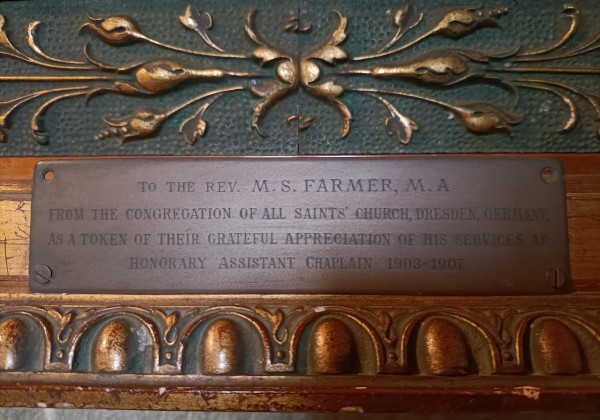 TO THE REV. M. S. FARMER, M. A
FROM THE CONGREGATION OF ALL SAINTS' CHURCH, DRESDEN, GERMANY,
AS A TOKEN OF THEIR GRATEFUL APPRECIATION OF HIS SERVICES AS
HONORARY ASSISTANT CHAPLAIN 1903-1907